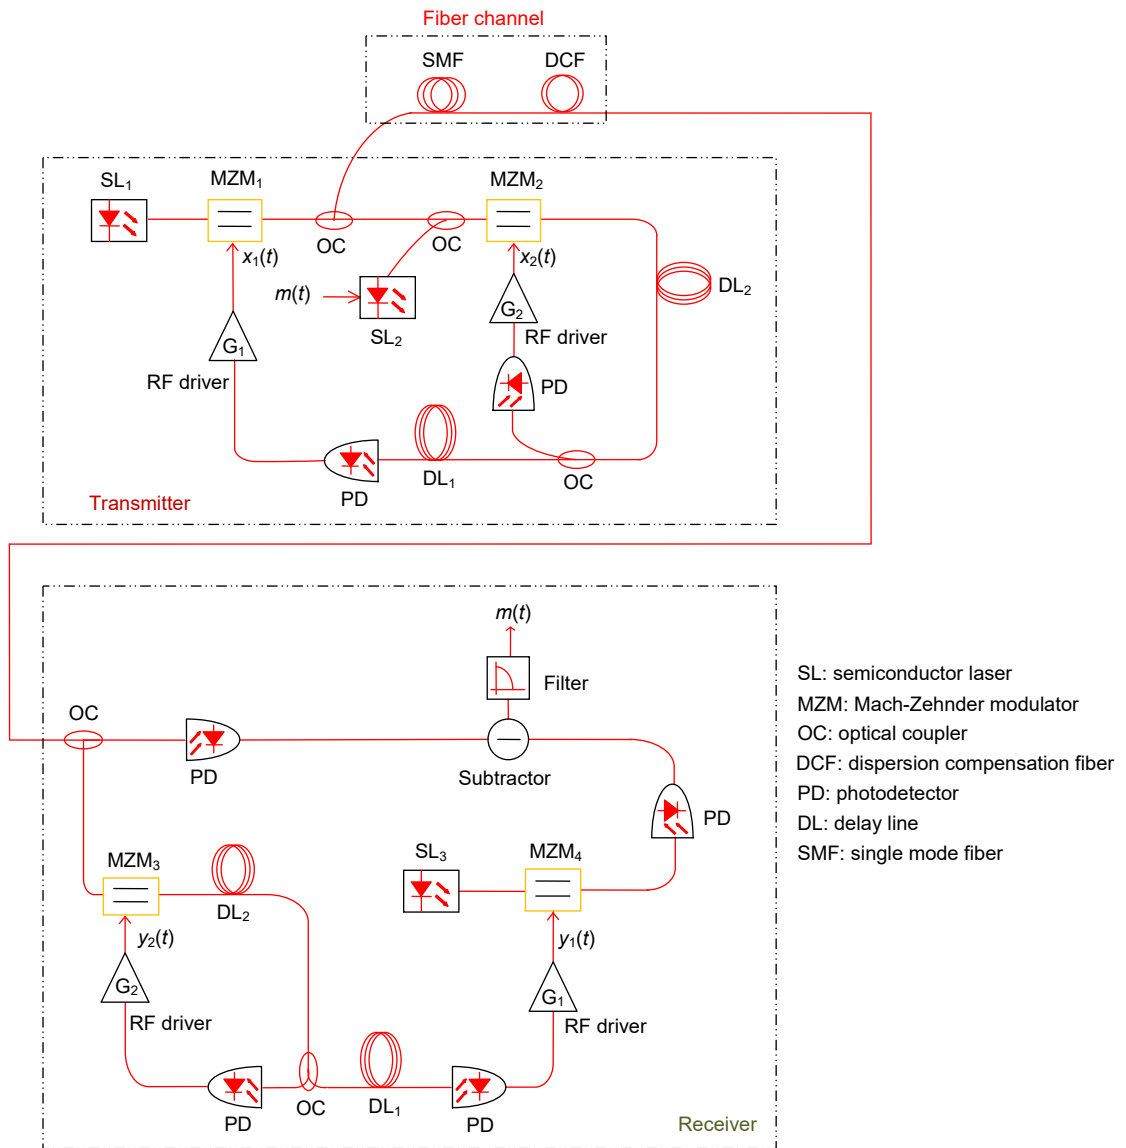 Fiber channel
SMF
DCF
SL₁
MZM₁
MZM₂
OC
OC
x₁(t)
x₂(t)
m(t)
DL₂
SL₂
G₂
RF driver
G₁
RF driver
PD
DL₁
PD
OC
Transmitter
m(t)
Filter
OC
PD
Subtractor
PD
MZM₃
DL₂
SL₃
MZM₄
y₂(t)
y₁(t)
G₂
G₁
RF driver
RF driver
PD
OC
DL₁
PD
Receiver
SL: semiconductor laser
MZM: Mach-Zehnder modulator
OC: optical coupler
DCF: dispersion compensation fiber
PD: photodetector
DL: delay line
SMF: single mode fiber